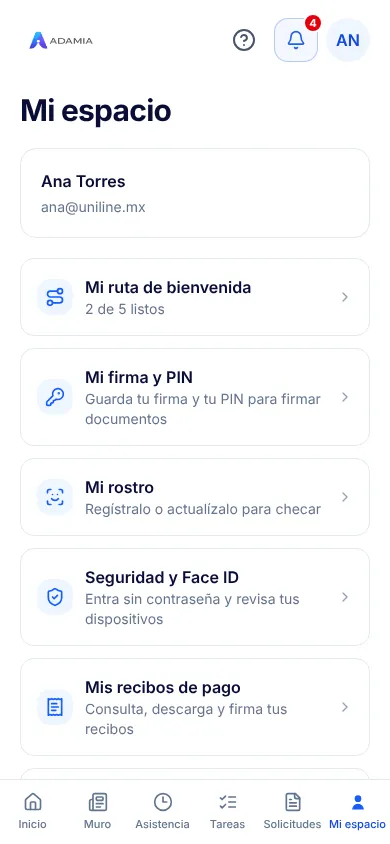 ADAMIA
4
AN
Mi espacio
Ana Torres
ana@uniline.mx
Mi ruta de bienvenida
2 de 5 listos
Mi firma y PIN
Guarda tu firma y tu PIN para firmar
documentos
Mi rostro
Regístralo o actualízalo para checar
Seguridad y Face ID
Entra sin contraseña y revisa tus
dispositivos
Mis recibos de pago
Consulta, descarga y firma tus
recibos
Inicio
Muro
Asistencia
Tareas
Solicitudes
Mi espacio